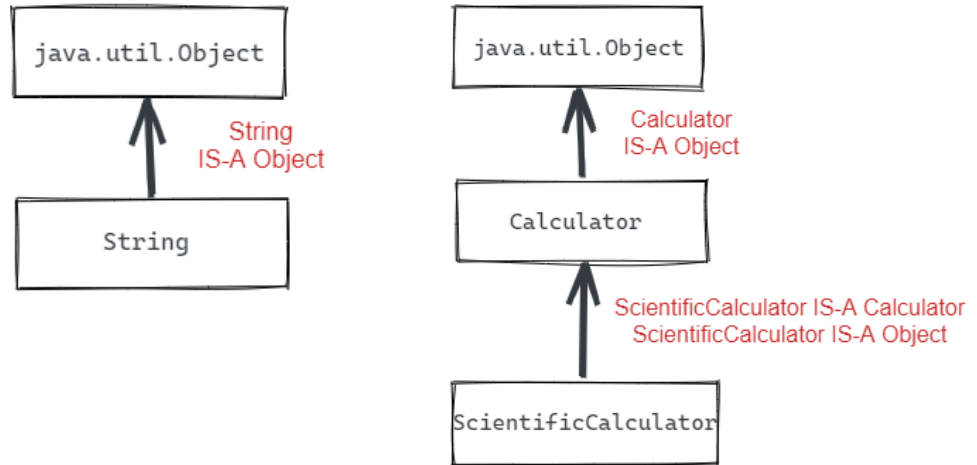 java.util.Object
String
IS-A Object
String
java.util.Object
Calculator
IS-A Object
Calculator
ScientificCalculator IS-A Calculator
ScientificCalculator IS-A Object
ScientificCalculator